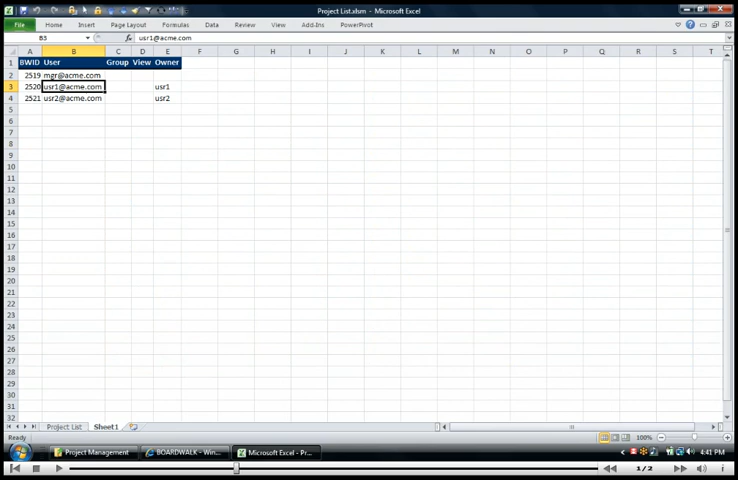 Project List.xlsm - Microsoft Excel
File Home Insert Page Layout Formulas Data Review View Add-Ins PowerPivot
B3 fx usr1@acme.com
A B C D E F G H I J K L M N O P Q R S T
1 BWID User Group View Owner
2 2519 mgr@acme.com
3 2520 usr1@acme.com usr1
4 2521 usr2@acme.com usr2
5
6
7
8
9
10
11
12
13
14
15
16
17
18
19
20
21
22
23
24
25
26
27
28
29
30
31
32
Project List Sheet1
Ready 100%
Project Management BOARDWALK - Win... Microsoft Excel - Pr... 4:41 PM
1 / 2